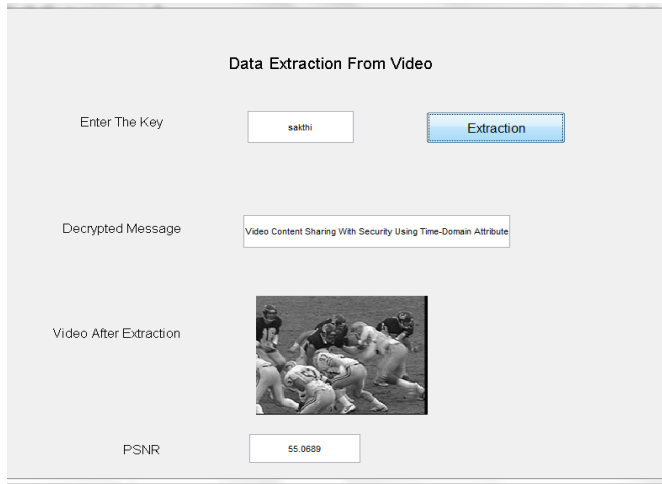 Data Extraction From Video
Enter The Key
sakthi
Extraction
Decrypted Message
Video Content Sharing With Security Using Time-Domain Attribute
Video After Extraction
PSNR
55.0689